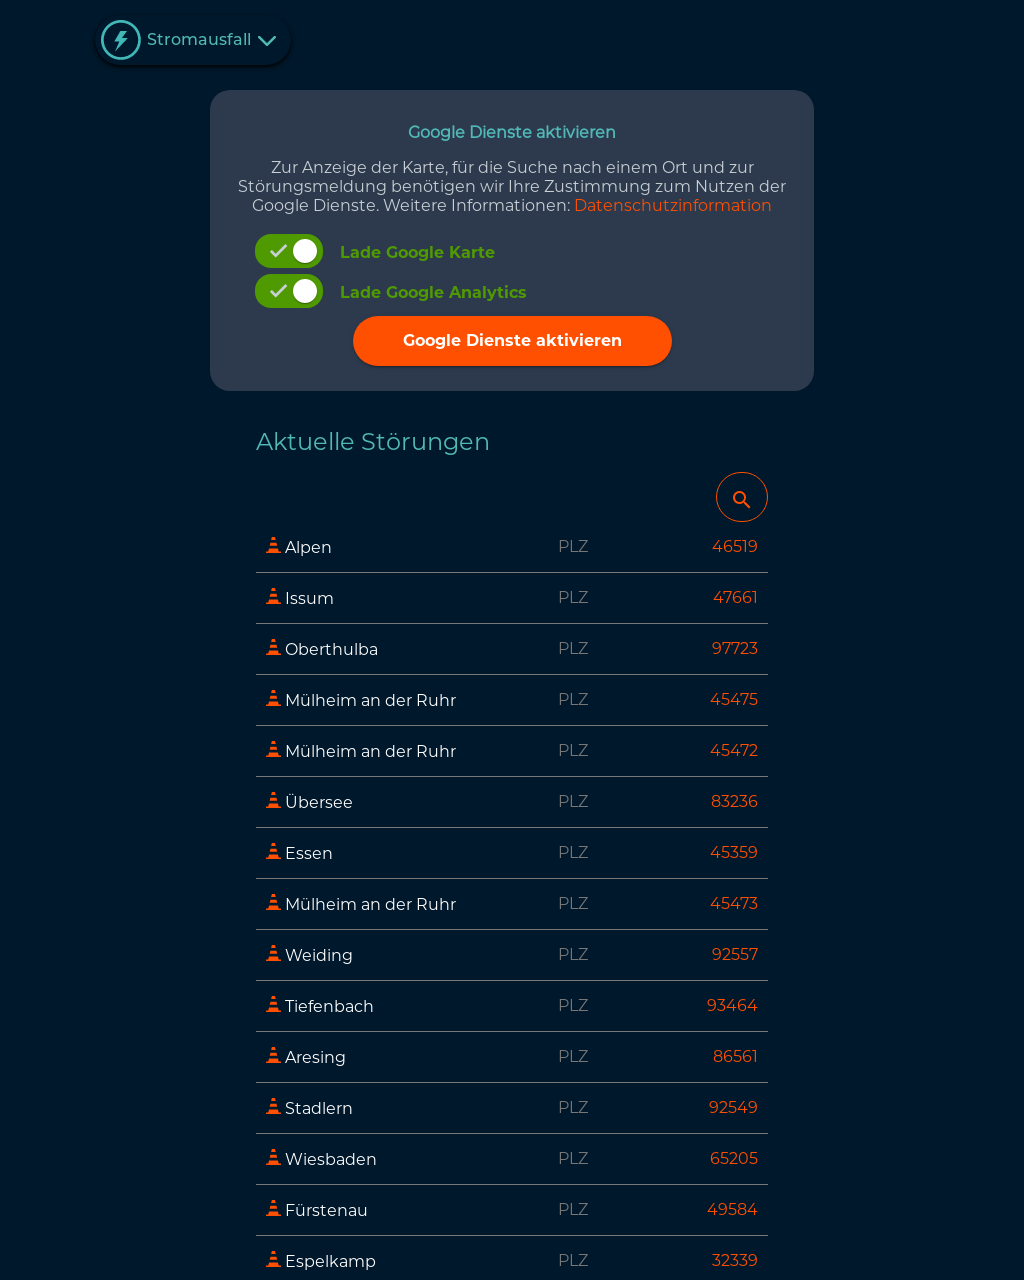 Stromausfall
Google Dienste aktivieren
Zur Anzeige der Karte, für die Suche nach einem Ort und zur
Störungsmeldung benötigen wir Ihre Zustimmung zum Nutzen der
Google Dienste. Weitere Informationen: Datenschutzinformation
Lade Google Karte
Lade Google Analytics
Google Dienste aktivieren
Aktuelle Störungen
Alpen PLZ 46519
Issum PLZ 47661
Oberthulba PLZ 97723
Mülheim an der Ruhr PLZ 45475
Mülheim an der Ruhr PLZ 45472
Übersee PLZ 83236
Essen PLZ 45359
Mülheim an der Ruhr PLZ 45473
Weiding PLZ 92557
Tiefenbach PLZ 93464
Aresing PLZ 86561
Stadlern PLZ 92549
Wiesbaden PLZ 65205
Fürstenau PLZ 49584
Espelkamp PLZ 32339